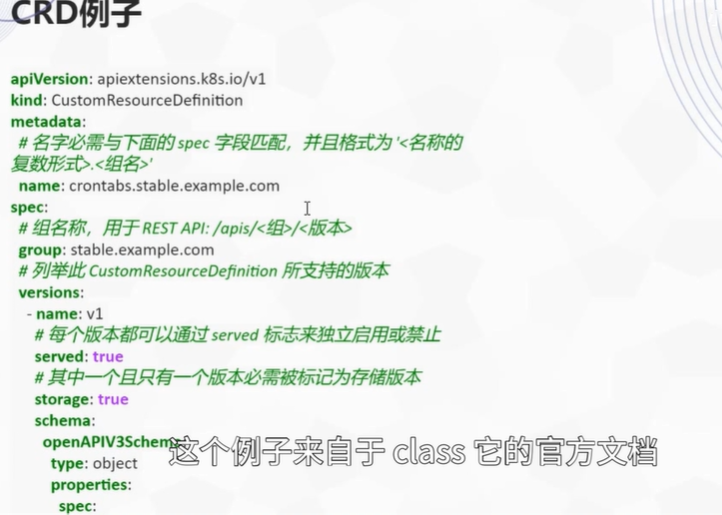 CRD例子
apiVersion: apiextensions.k8s.io/v1
kind: CustomResourceDefinition
metadata:
# 名字必需与下面的 spec 字段匹配，并且格式为 '<名称的
复数形式>.<组名>'
name: crontabs.stable.example.com
spec:
# 组名称，用于 REST API: /apis/<组>/<版本>
group: stable.example.com
# 列举此 CustomResourceDefinition 所支持的版本
versions:
- name: v1
# 每个版本都可以通过 served 标志来独立启用或禁止
served: true
# 其中一个且只有一个版本必需被标记为存储版本
storage: true
schema:
openAPIV3Schema:
这个例子来自于 class 它的官方文档
type: object
properties:
spec: